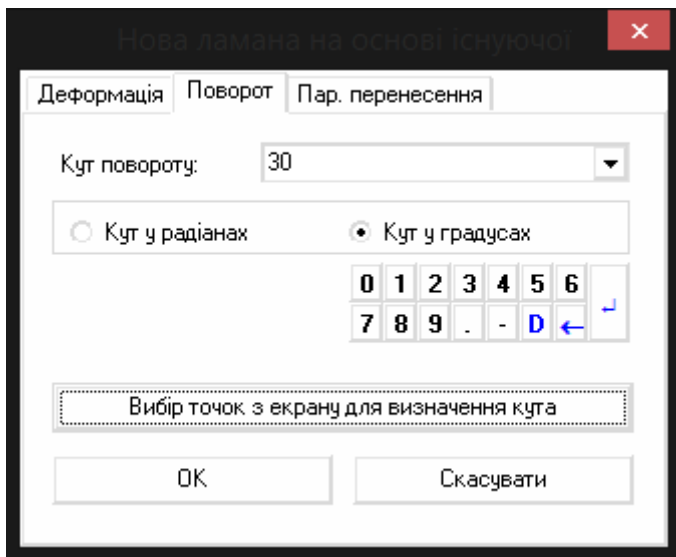 Нова ламана на основі існуючої
Деформація Поворот Пар. перенесення
Кут повороту: 30
Кут у радіанах Кут у градусах
0 1 2 3 4 5 6
7 8 9 . - D ←
Вибір точок з екрану для визначення кута
OK Скасувати